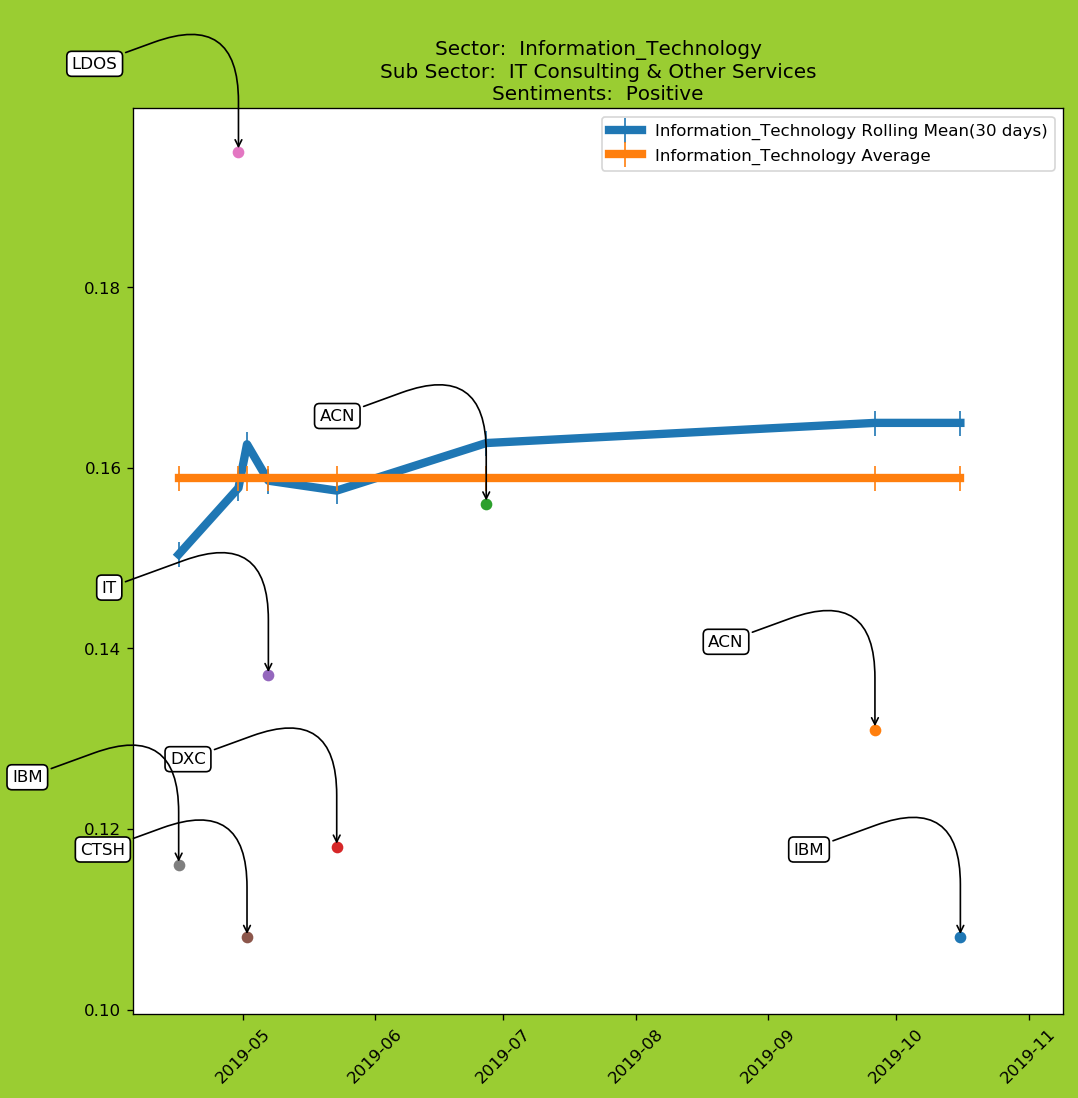 LDOS
Sector:  Information_Technology
Sub Sector:  IT Consulting & Other Services
Sentiments:  Positive
Information_Technology Rolling Mean(30 days)
Information_Technology Average
0.18
ACN
0.16
IT
0.14
ACN
DXC
IBM
0.12
CTSH
IBM
0.10
2019-05
2019-06
2019-07
2019-08
2019-09
2019-10
2019-11